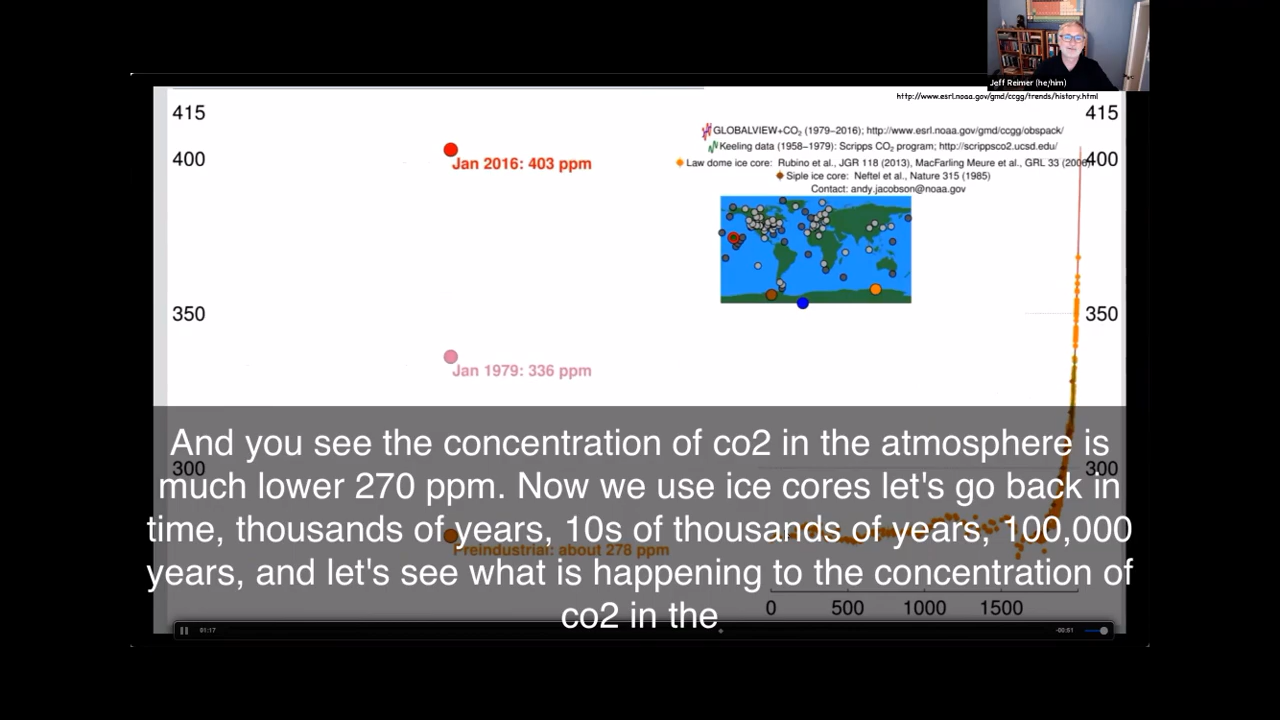 Jeff Reimer (he/him)
http://www.esrl.noaa.gov/gmd/ccgg/trends/history.html
415
415
GLOBALVIEW+CO₂ (1979–2016); http://www.esrl.noaa.gov/gmd/ccgg/obspack/
Keeling data (1958–1979): Scripps CO₂ program; http://scrippsco2.ucsd.edu/
400
Jan 2016: 403 ppm
Law dome ice core: Rubino et al., JGR 118 (2013), MacFarling Meure et al., GRL 33 (2006)
400
Siple ice core: Neftel et al., Nature 315 (1985)
Contact: andy.jacobson@noaa.gov
350
350
Jan 1979: 336 ppm
And you see the concentration of co2 in the atmosphere is
300
300
much lower 270 ppm. Now we use ice cores let's go back in
time, thousands of years, 10s of thousands of years, 100,000
Preindustrial: about 278 ppm
years, and let's see what is happening to the concentration of
co2 in the
0 500 1000 1500
01:17
-00:51